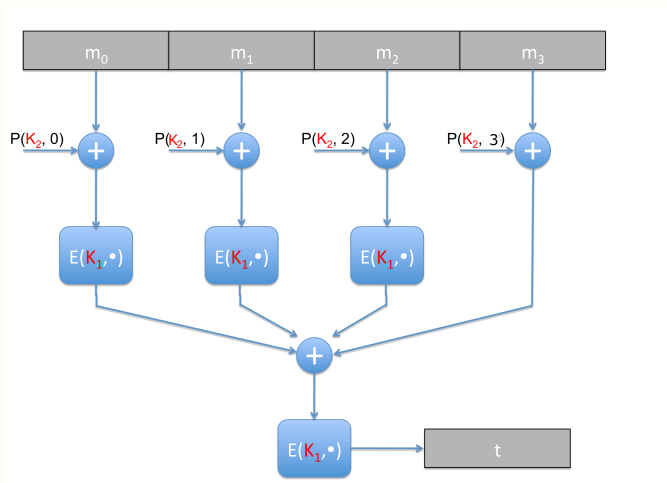 m0 m1 m2 m3
P(K2, 0) P(K2, 1) P(K2, 2) P(K2, 3)
+ + + +
E(K1,•) E(K1,•) E(K1,•)
+
E(K1,•) t